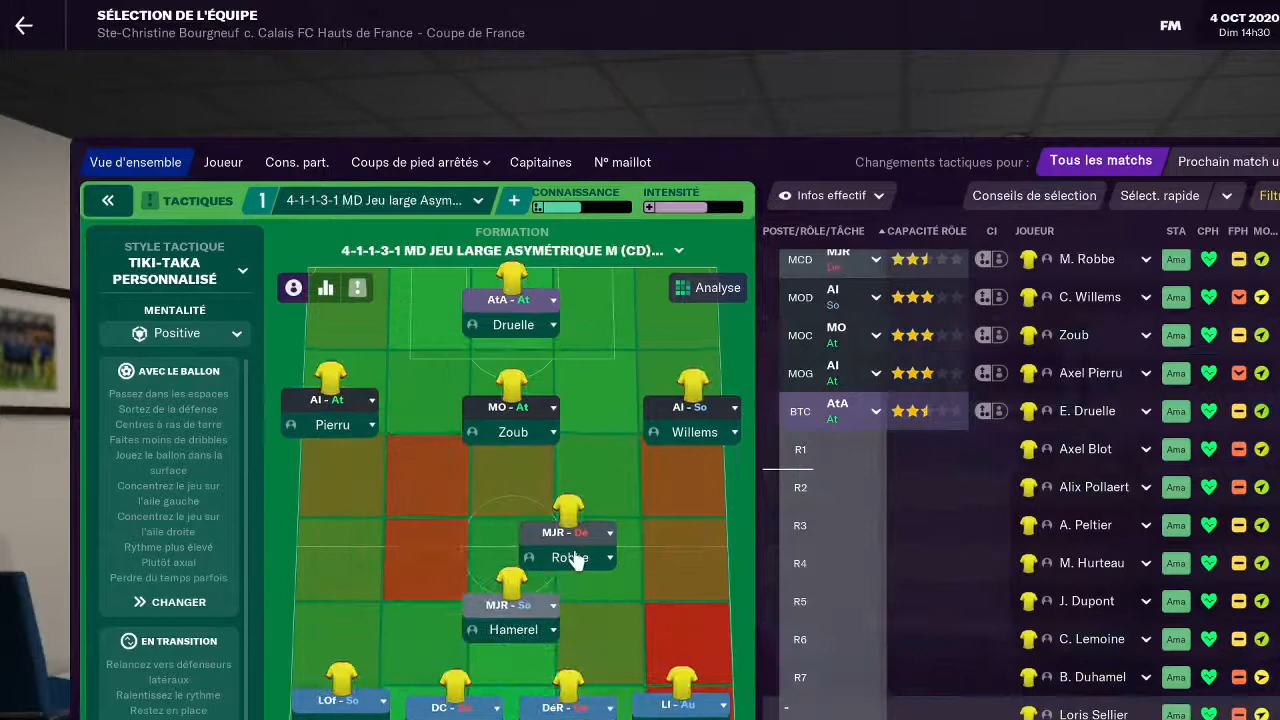 SÉLECTION DE L'ÉQUIPE
Ste-Christine Bourgneuf c. Calais FC Hauts de France - Coupe de France
FM
4 OCT 2020
Dim 14h30
Vue d'ensemble
Joueur
Cons. part.
Coups de pied arrêtés
Capitaines
N° maillot
Changements tactiques pour :
Tous les matchs
Prochain match u
TACTIQUES
1
4-1-1-3-1 MD Jeu large Asym...
CONNAISSANCE
INTENSITÉ
Infos effectif
Conseils de sélection
Sélect. rapide
Filtr
STYLE TACTIQUE
TIKI-TAKA
PERSONNALISÉ
MENTALITÉ
Positive
AVEC LE BALLON
Passez dans les espaces
Sortez de la défense
Centres à ras de terre
Faites moins de dribbles
Jouez le ballon dans la
surface
Concentrez le jeu sur
l'aile gauche
Concentrez le jeu sur
l'aile droite
Rythme plus élevé
Plutôt axial
Perdre du temps parfois
CHANGER
EN TRANSITION
Relancez vers défenseurs
latéraux
Ralentissez le rythme
Restez en place
FORMATION
4-1-1-3-1 MD JEU LARGE ASYMÉTRIQUE M (CD)...
Analyse
AtA - At
Druelle
AI - At
Pierru
MO - At
Zoub
AI - So
Willems
MJR - De
MJR - So
Hamerel
LOf - So
DC -
DéR -
LI - Au
POSTE/RÔLE/TÂCHE
CAPACITÉ RÔLE
CI
JOUEUR
STA
CPH
FPH
MO...
MCD
MJR
M. Robbe
Ama
MOD
AI
So
C. Willems
Ama
MOC
MO
At
Zoub
Ama
MOG
AI
At
Axel Pierru
Ama
BTC
AtA
At
E. Druelle
Ama
R1
Axel Blot
Ama
R2
Alix Pollaert
Ama
R3
A. Peltier
Ama
R4
M. Hurteau
Ama
R5
J. Dupont
Ama
R6
C. Lemoine
Ama
R7
B. Duhamel
Ama
-
Loris Sellier